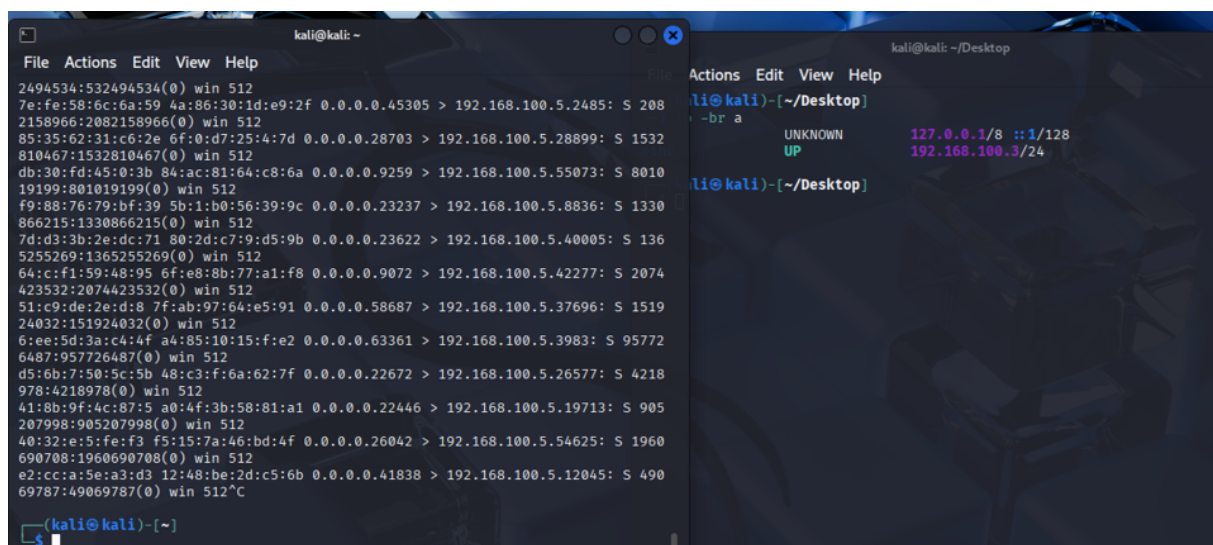 kali@kali: ~
File Actions Edit View Help
2494534:532494534(0) win 512
7e:fe:58:6c:6a:59 4a:86:30:1d:e9:2f 0.0.0.0.45305 > 192.168.100.5.2485: S 208
2158966:2082158966(0) win 512
85:35:62:31:c6:2e 6f:0:d7:25:4:7d 0.0.0.0.28703 > 192.168.100.5.28899: S 1532
810467:1532810467(0) win 512
db:30:fd:45:0:3b 84:ac:81:64:c8:6a 0.0.0.0.9259 > 192.168.100.5.55073: S 8010
19199:801019199(0) win 512
f9:88:76:79:bf:39 5b:1:b0:56:39:9c 0.0.0.0.23237 > 192.168.100.5.8836: S 1330
866215:1330866215(0) win 512
7d:d3:3b:2e:dc:71 80:2d:c7:9:d5:9b 0.0.0.0.23622 > 192.168.100.5.40005: S 136
5255269:1365255269(0) win 512
64:c:f1:59:48:95 6f:e8:8b:77:a1:f8 0.0.0.0.9072 > 192.168.100.5.42277: S 2074
423532:2074423532(0) win 512
51:c9:de:2e:d:8 7f:ab:97:64:e5:91 0.0.0.0.58687 > 192.168.100.5.37696: S 1519
24032:151924032(0) win 512
6:ee:5d:3a:c4:4f a4:85:10:15:f:e2 0.0.0.0.63361 > 192.168.100.5.3983: S 95772
6487:957726487(0) win 512
d5:6b:7:50:5c:5b 48:c3:f:6a:62:7f 0.0.0.0.22672 > 192.168.100.5.26577: S 4218
978:4218978(0) win 512
41:8b:9f:4c:87:5 a0:4f:3b:58:81:a1 0.0.0.0.22446 > 192.168.100.5.19713: S 905
207998:905207998(0) win 512
40:32:e:5:fe:f3 f5:15:7a:46:bd:4f 0.0.0.0.26042 > 192.168.100.5.54625: S 1960
690708:1960690708(0) win 512
e2:cc:a:5e:a3:d3 12:48:be:2d:c5:6b 0.0.0.0.41838 > 192.168.100.5.12045: S 490
69787:49069787(0) win 512^C
┌──(kali㉿kali)-[~]
└─$
kali@kali: ~/Desktop
File Actions Edit View Help
li㉿kali)-[~/Desktop]
-br a
UNKNOWN 127.0.0.1/8 ::1/128
UP 192.168.100.3/24
li㉿kali)-[~/Desktop]